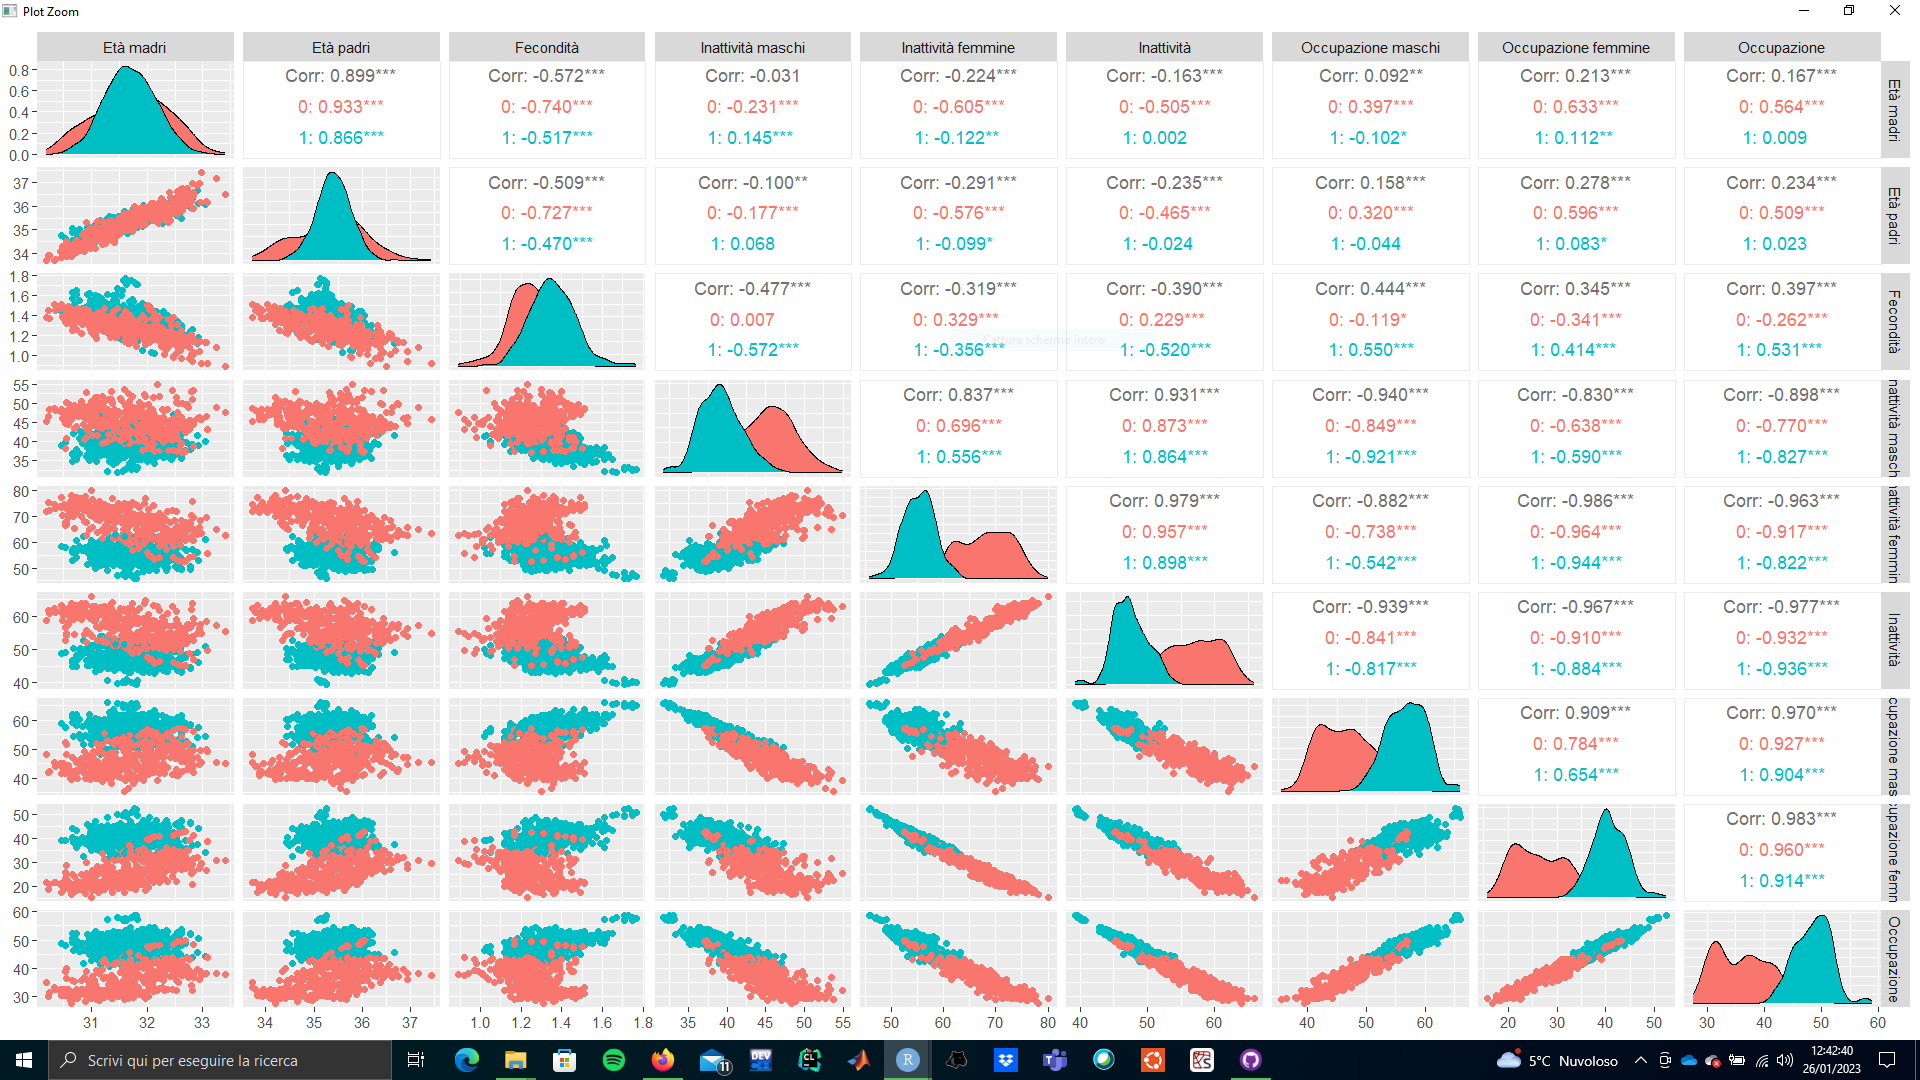 Plot Zoom
Età madri Età padri Fecondità Inattività maschi Inattività femmine Inattività Occupazione maschi Occupazione femmine Occupazione
0.8 Corr: 0.899*** Corr: -0.572*** Corr: -0.031 Corr: -0.224*** Corr: -0.163*** Corr: 0.092** Corr: 0.213*** Corr: 0.167***
0.6
0.4 0: 0.933*** 0: -0.740*** 0: -0.231*** 0: -0.605*** 0: -0.505*** 0: 0.397*** 0: 0.633*** 0: 0.564*** Età madri
0.2 1: 0.866*** 1: -0.517*** 1: 0.145*** 1: -0.122** 1: 0.002 1: -0.102* 1: 0.112** 1: 0.009
0.0
37 Corr: -0.509*** Corr: -0.100** Corr: -0.291*** Corr: -0.235*** Corr: 0.158*** Corr: 0.278*** Corr: 0.234***
36 0: -0.727*** 0: -0.177*** 0: -0.576*** 0: -0.465*** 0: 0.320*** 0: 0.596*** 0: 0.509*** Età padri
35 1: -0.470*** 1: 0.068 1: -0.099* 1: -0.024 1: -0.044 1: 0.083* 1: 0.023
34
1.8 Corr: -0.477*** Corr: -0.319*** Corr: -0.390*** Corr: 0.444*** Corr: 0.345*** Corr: 0.397***
1.6
1.4 0: 0.007 0: 0.329*** 0: 0.229*** 0: -0.119* 0: -0.341*** 0: -0.262*** Fecondità
Cattura schermo intero
1.2 1: -0.572*** 1: -0.356*** 1: -0.520*** 1: 0.550*** 1: 0.414*** 1: 0.531***
1.0
55 Corr: 0.837*** Corr: 0.931*** Corr: -0.940*** Corr: -0.830*** Corr: -0.898***
50
45 0: 0.696*** 0: 0.873*** 0: -0.849*** 0: -0.638*** 0: -0.770*** nattività masch
40 1: 0.556*** 1: 0.864*** 1: -0.921*** 1: -0.590*** 1: -0.827***
35
80 Corr: 0.979*** Corr: -0.882*** Corr: -0.986*** Corr: -0.963***
70 0: 0.957*** 0: -0.738*** 0: -0.964*** 0: -0.917*** nattività femmin
60 1: 0.898*** 1: -0.542*** 1: -0.944*** 1: -0.822***
50
60 Corr: -0.939*** Corr: -0.967*** Corr: -0.977***
50 0: -0.841*** 0: -0.910*** 0: -0.932*** Inattività
40 1: -0.817*** 1: -0.884*** 1: -0.936***
60 Corr: 0.909*** Corr: 0.970***
50 0: 0.784*** 0: 0.927*** cupazione mas
40 1: 0.654*** 1: 0.904***
50 Corr: 0.983***
40 0: 0.960*** cupazione femm
30 1: 0.914***
20
60
50 Occupazione
40
30
31 32 33 34 35 36 37 1.0 1.2 1.4 1.6 1.8 35 40 45 50 55 50 60 70 80 40 50 60 40 50 60 20 30 40 50 30 40 50 60
Scrivi qui per eseguire la ricerca
11
DEV
CL
R
5°C Nuvoloso
12:42:40
26/01/2023